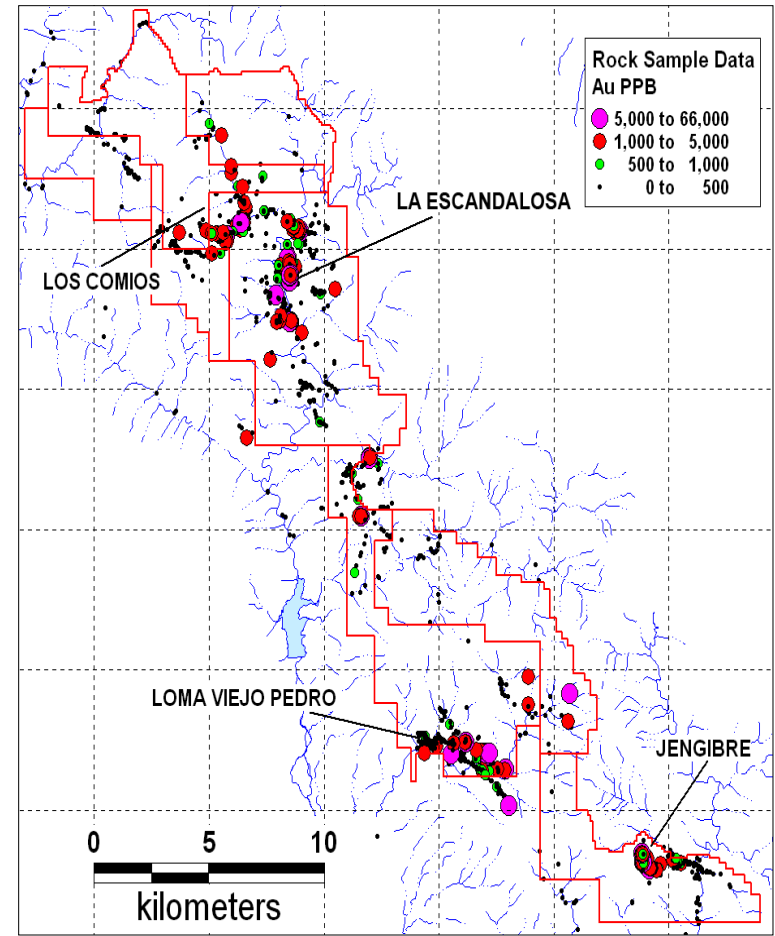 Rock Sample Data
Au PPB
5,000 to 66,000
1,000 to 5,000
500 to 1,000
0 to 500
LA ESCANDALOSA
LOS COMIOS
LOMA VIEJO PEDRO
JENGIBRE
0 5 10
kilometers